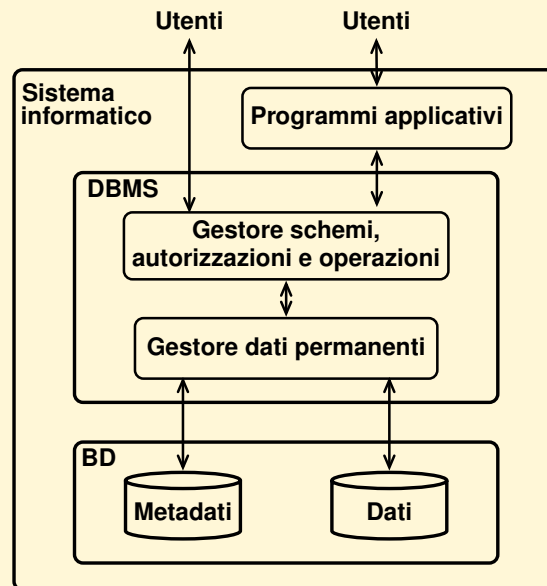 Utenti
Utenti
Sistema
informatico
Programmi applicativi
DBMS
Gestore schemi,
autorizzazioni e operazioni
Gestore dati permanenti
BD
Metadati
Dati